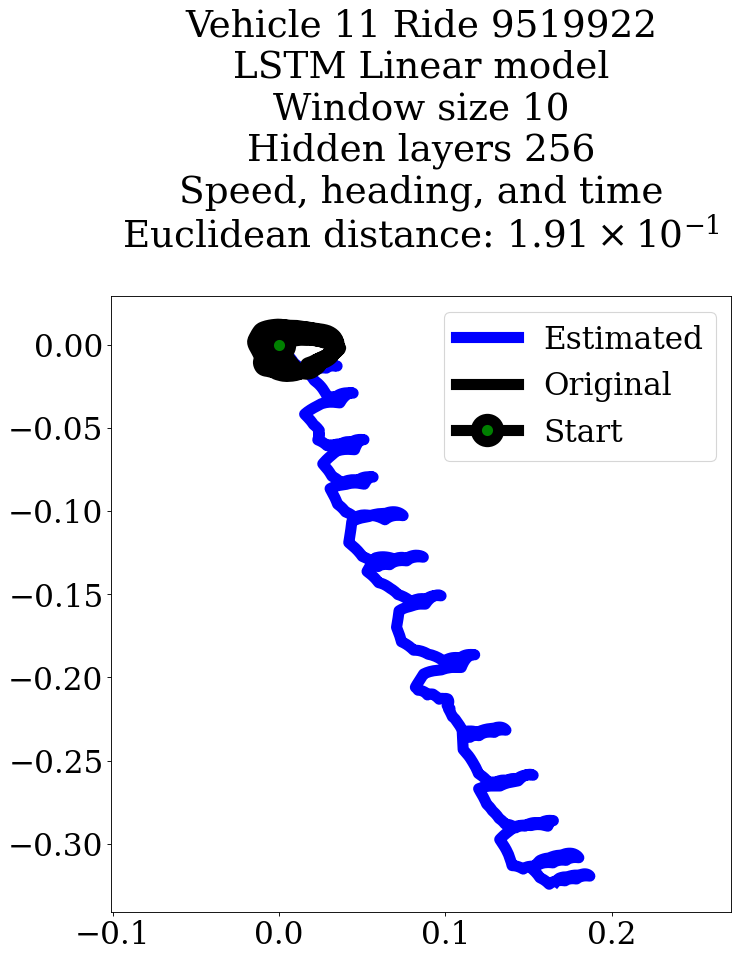 Vehicle 11 Ride 9519922
LSTM Linear model
Window size 10
Hidden layers 256
Speed, heading, and time
Euclidean distance: 1.91 × 10⁻¹
Estimated
Original
Start
0.00
−0.05
−0.10
−0.15
−0.20
−0.25
−0.30
−0.1 0.0 0.1 0.2